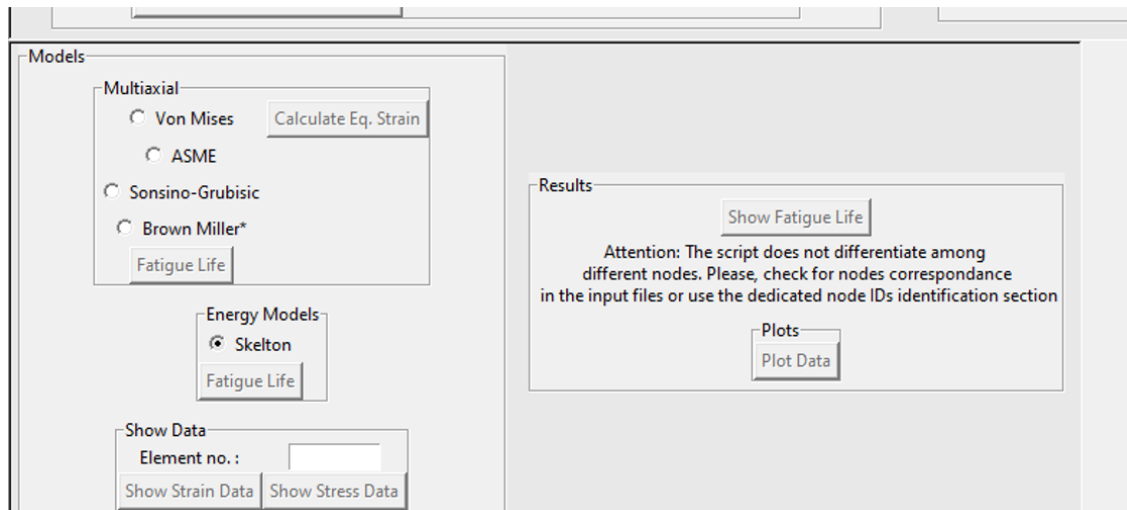 Models
Multiaxial
Von Mises
Calculate Eq. Strain
ASME
Sonsino-Grubisic
Brown Miller*
Fatigue Life
Energy Models
Skelton
Fatigue Life
Show Data
Element no. :
Show Strain Data
Show Stress Data
Results
Show Fatigue Life
Attention: The script does not differentiate among
different nodes. Please, check for nodes correspondance
in the input files or use the dedicated node IDs identification section
Plots
Plot Data